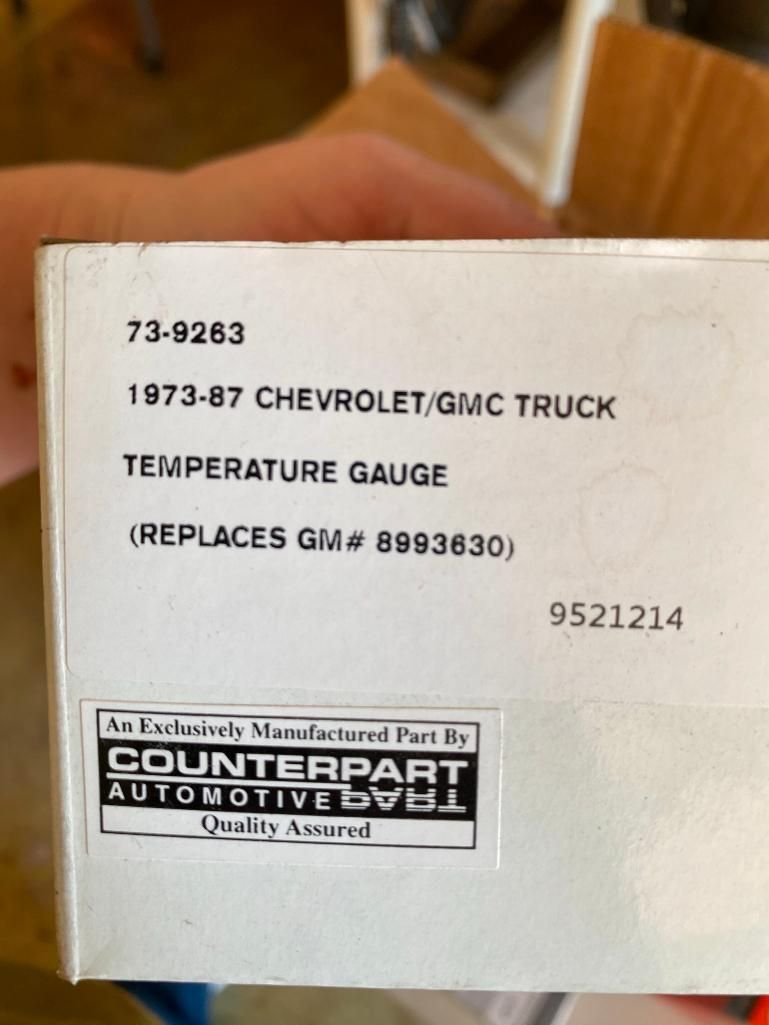 73-9263
1973-87 CHEVROLET/GMC TRUCK
TEMPERATURE GAUGE
(REPLACES GM# 8993630)
9521214
An Exclusively Manufactured Part By
COUNTERPART
AUTOMOTIVE PART
Quality Assured